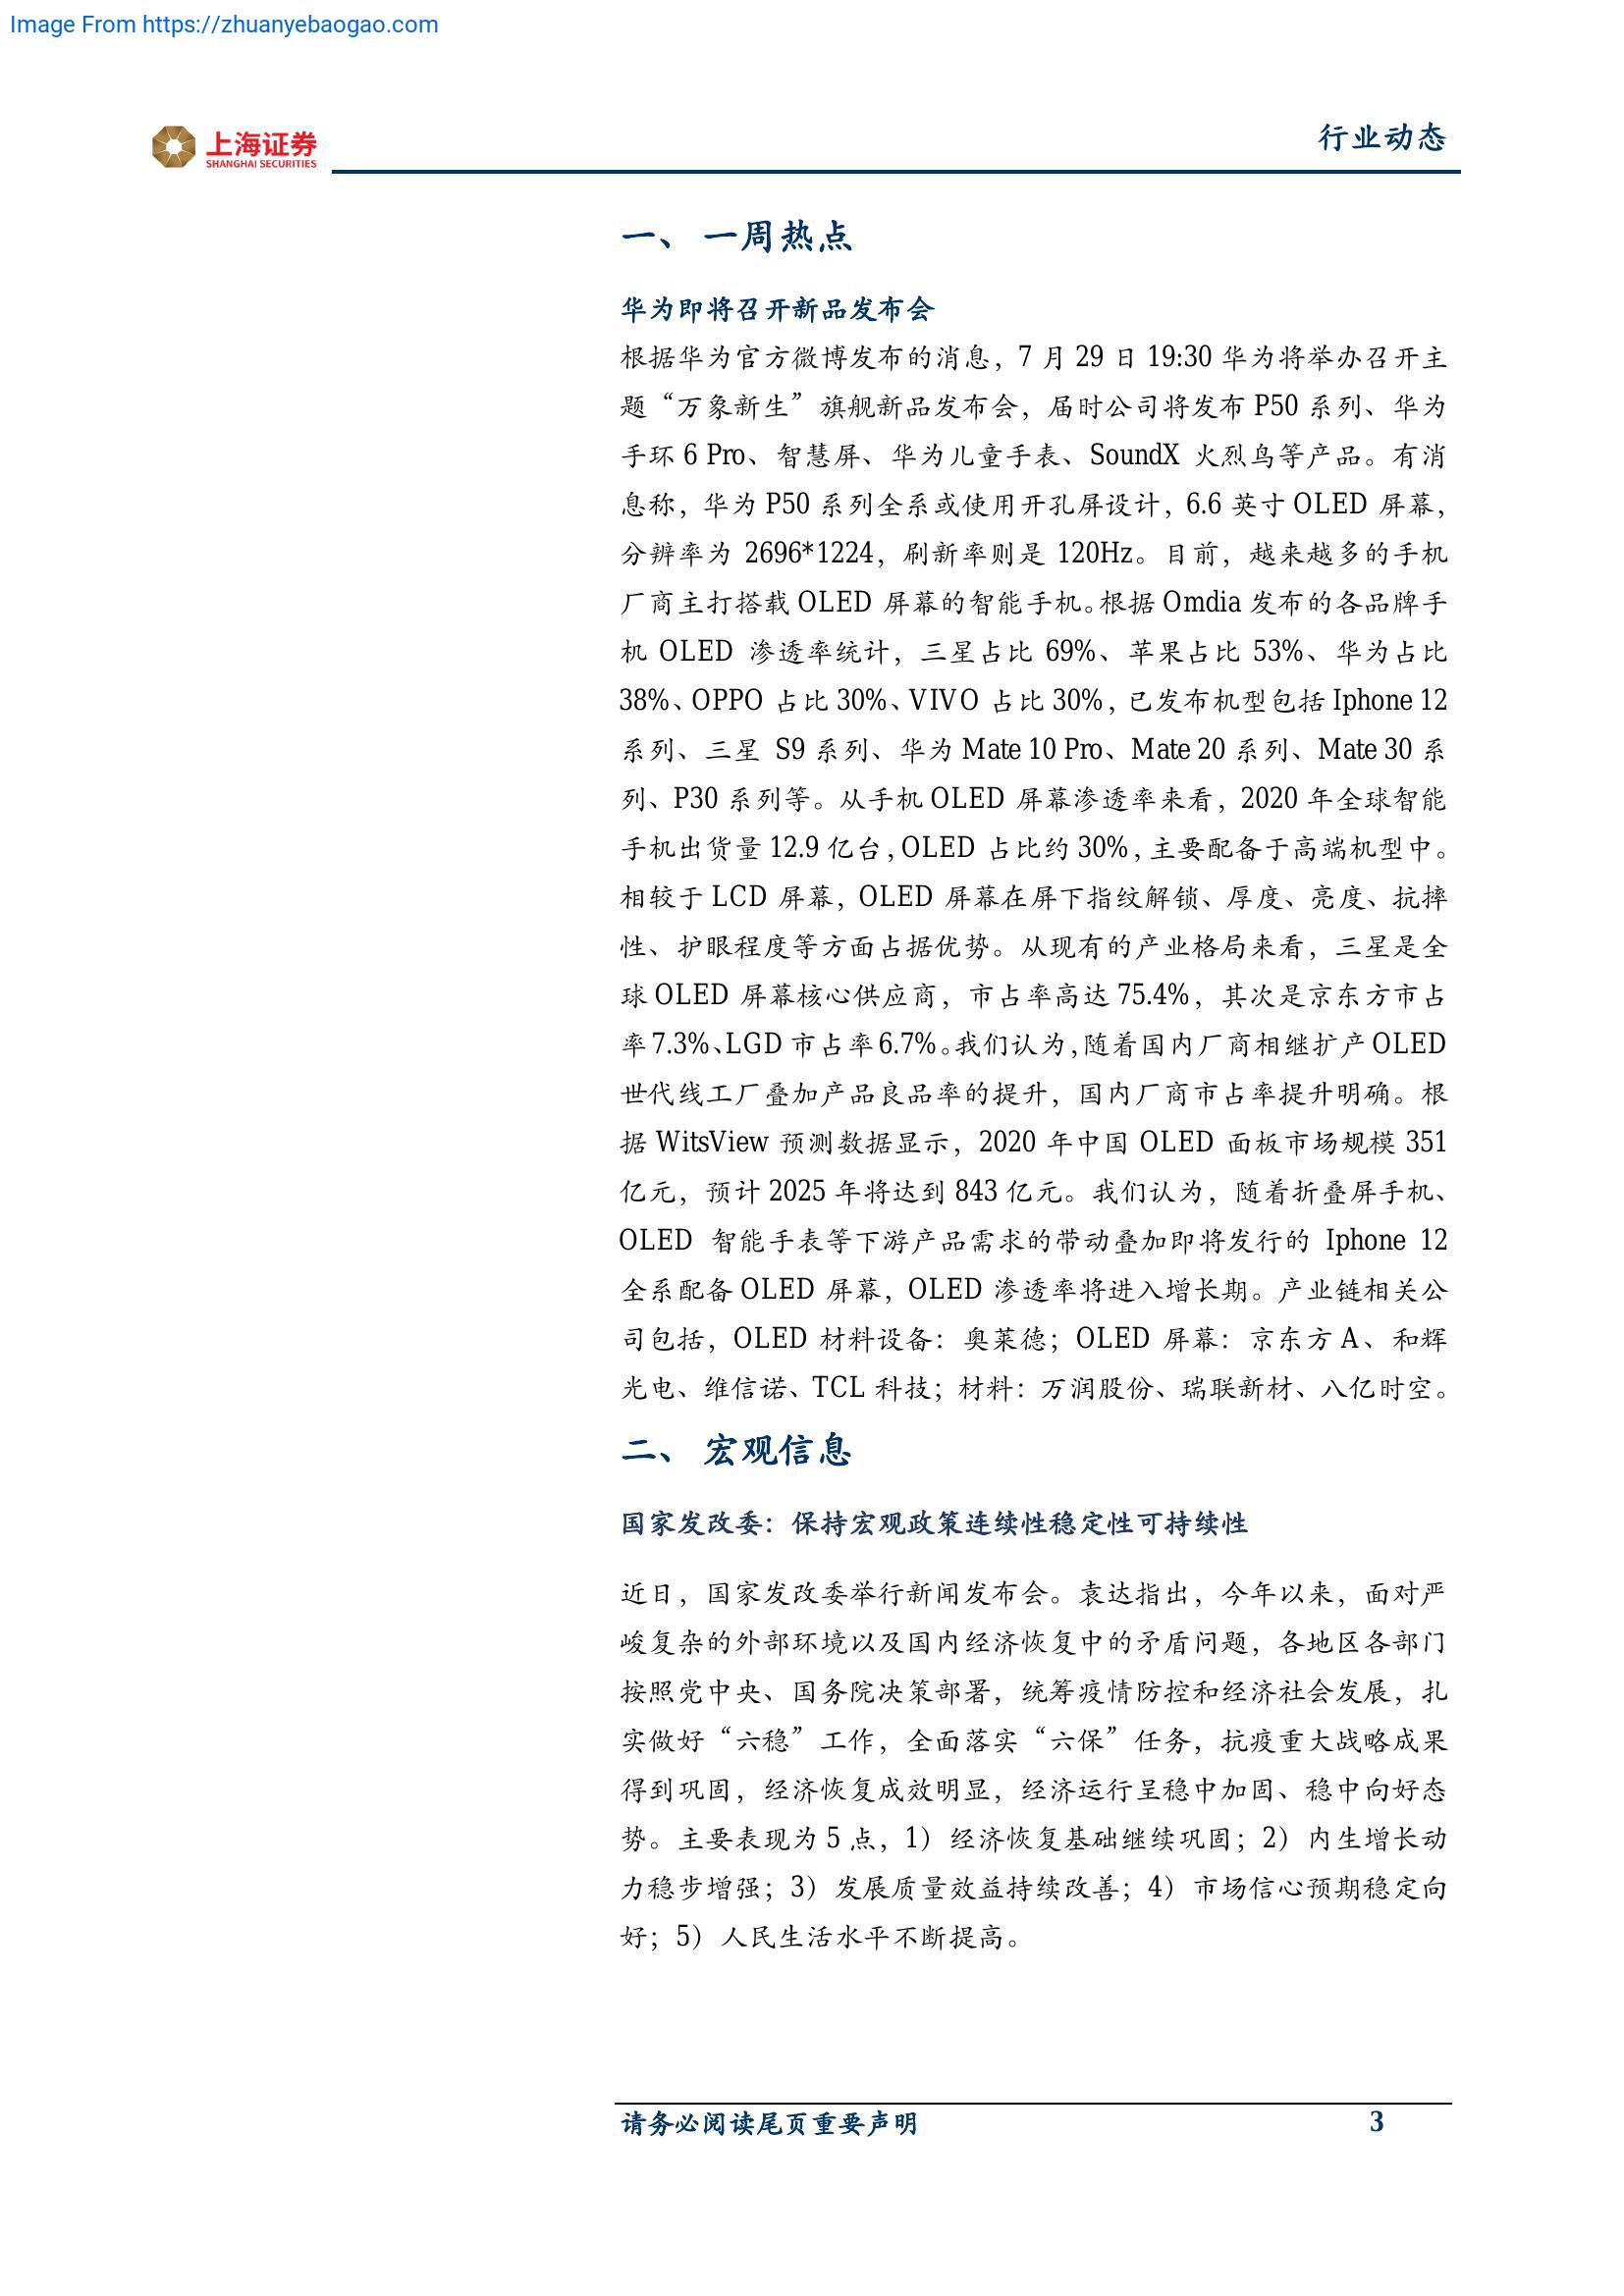 Image From https://zhuanyebaogao.com
上海证券
SHANGHAI SECURITIES
行业动态
一、 一周热点
华为即将召开新品发布会
根据华为官方微博发布的消息，7 月 29 日 19:30 华为将举办召开主
题“万象新生”旗舰新品发布会，届时公司将发布 P50 系列、华为
手环 6 Pro、智慧屏、华为儿童手表、SoundX 火烈鸟等产品。有消
息称，华为 P50 系列全系或使用开孔屏设计，6.6 英寸 OLED 屏幕，
分辨率为 2696*1224，刷新率则是 120Hz。目前，越来越多的手机
厂商主打搭载 OLED 屏幕的智能手机。根据 Omdia 发布的各品牌手
机 OLED 渗透率统计，三星占比 69%、苹果占比 53%、华为占比
38%、OPPO 占比 30%、VIVO 占比 30%，已发布机型包括 Iphone 12
系列、三星 S9 系列、华为 Mate 10 Pro、Mate 20 系列、Mate 30 系
列、P30 系列等。从手机 OLED 屏幕渗透率来看，2020 年全球智能
手机出货量 12.9 亿台，OLED 占比约 30%，主要配备于高端机型中。
相较于 LCD 屏幕，OLED 屏幕在屏下指纹解锁、厚度、亮度、抗摔
性、护眼程度等方面占据优势。从现有的产业格局来看，三星是全
球 OLED 屏幕核心供应商，市占率高达 75.4%，其次是京东方市占
率 7.3%、LGD 市占率 6.7%。我们认为，随着国内厂商相继扩产 OLED
世代线工厂叠加产品良品率的提升，国内厂商市占率提升明确。根
据 WitsView 预测数据显示，2020 年中国 OLED 面板市场规模 351
亿元，预计 2025 年将达到 843 亿元。我们认为，随着折叠屏手机、
OLED 智能手表等下游产品需求的带动叠加即将发行的 Iphone 12
全系配备 OLED 屏幕，OLED 渗透率将进入增长期。产业链相关公
司包括，OLED 材料设备：奥莱德；OLED 屏幕：京东方 A、和辉
光电、维信诺、TCL 科技；材料：万润股份、瑞联新材、八亿时空。
二、 宏观信息
国家发改委：保持宏观政策连续性稳定性可持续性
近日，国家发改委举行新闻发布会。袁达指出，今年以来，面对严
峻复杂的外部环境以及国内经济恢复中的矛盾问题，各地区各部门
按照党中央、国务院决策部署，统筹疫情防控和经济社会发展，扎
实做好“六稳”工作，全面落实“六保”任务，抗疫重大战略成果
得到巩固，经济恢复成效明显，经济运行呈稳中加固、稳中向好态
势。主要表现为 5 点，1）经济恢复基础继续巩固；2）内生增长动
力稳步增强；3）发展质量效益持续改善；4）市场信心预期稳定向
好；5）人民生活水平不断提高。
请务必阅读尾页重要声明 3